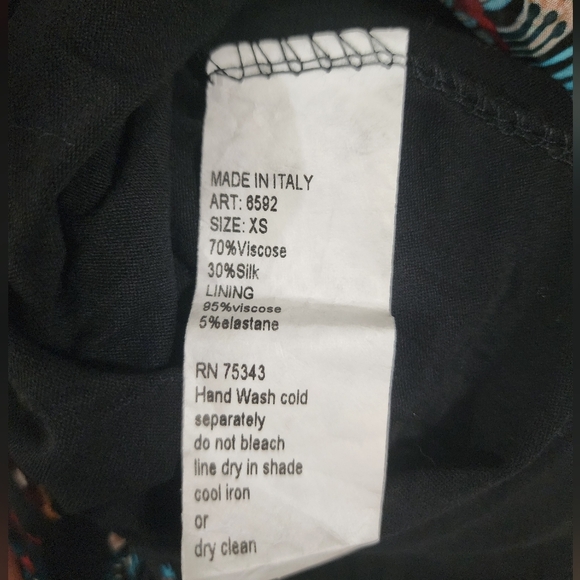 MADE IN ITALY
ART: 6592
SIZE: XS
70%Viscose
30%Silk
LINING
95%viscose
5%elastane
RN 75343
Hand Wash cold
separately
do not bleach
line dry in shade
cool iron
or
dry clean